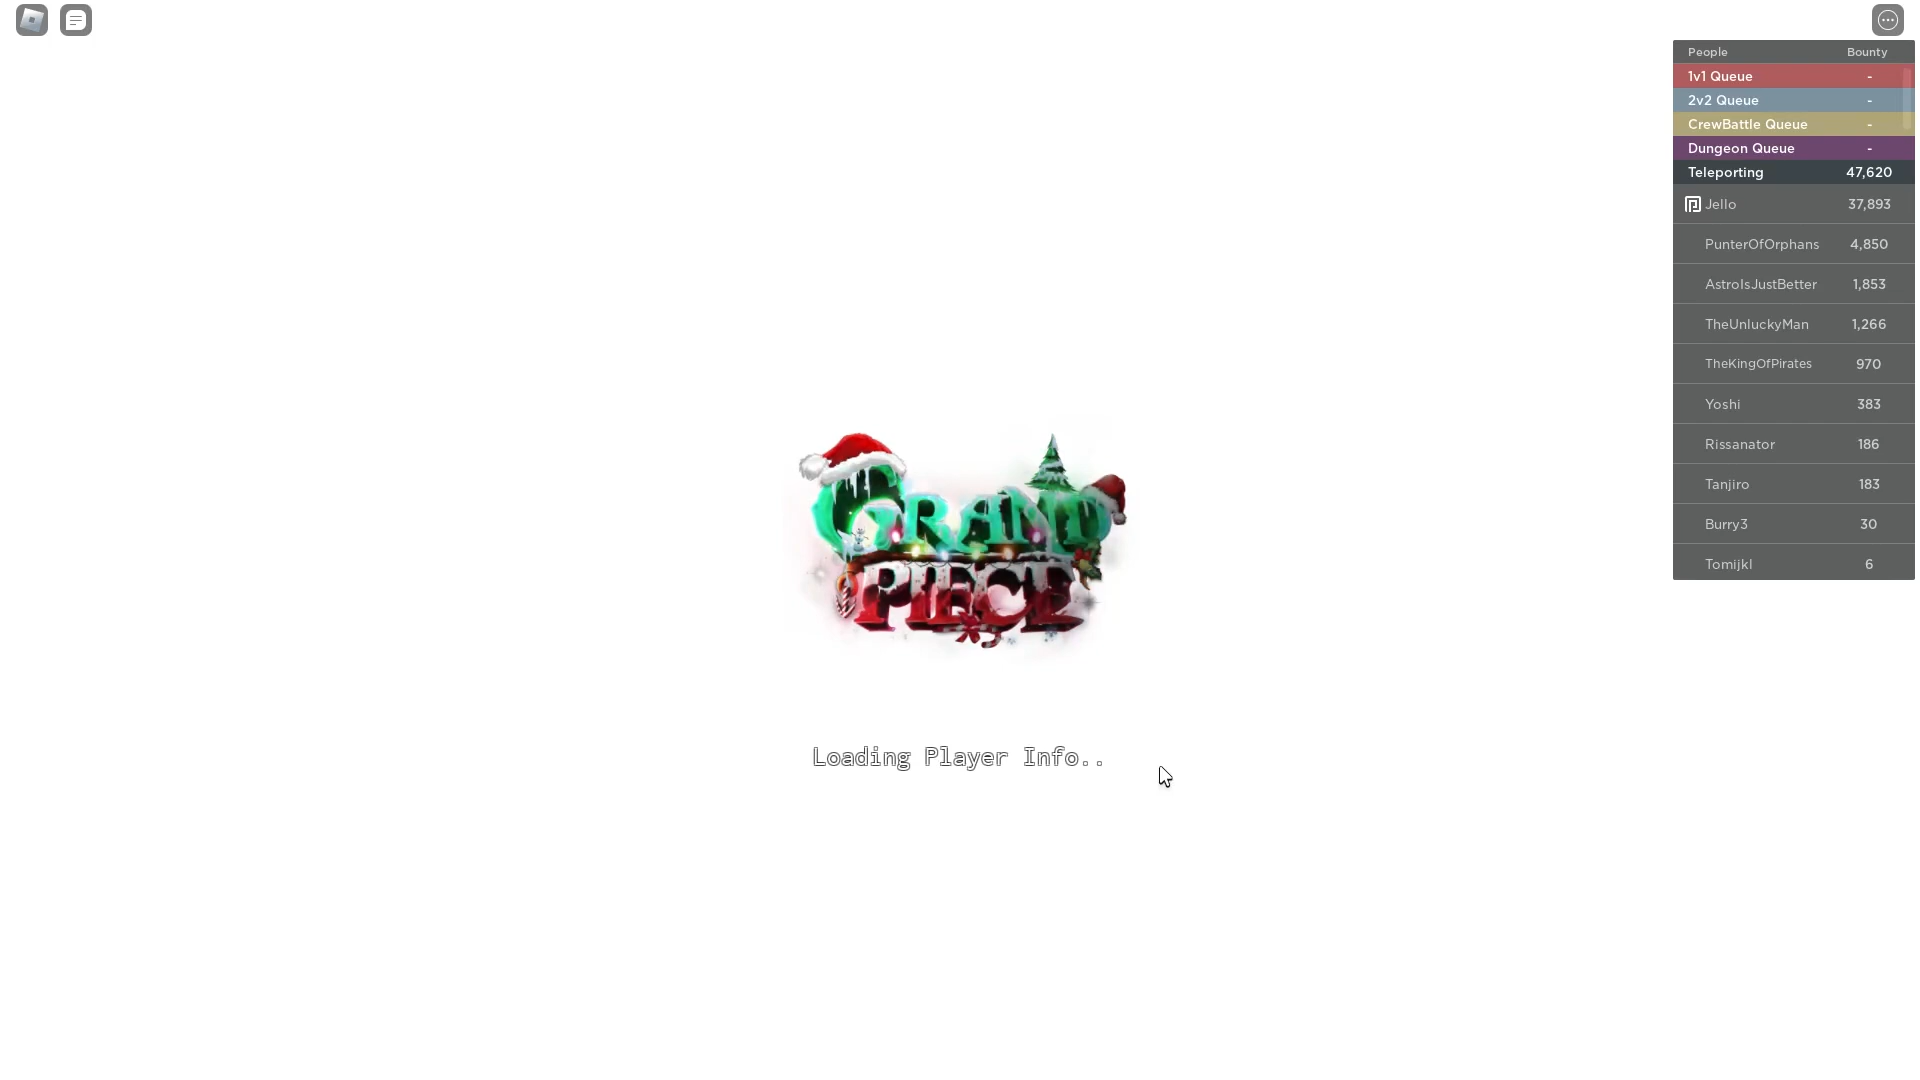 People Bounty
1v1 Queue -
2v2 Queue -
CrewBattle Queue -
Dungeon Queue -
Teleporting 47,620
Jello 37,893
PunterOfOrphans 4,850
AstroIsJustBetter 1,853
TheUnluckyMan 1,266
TheKingOfPirates 970
Yoshi 383
Rissanator 186
Tanjiro 183
Burry3 30
Tomijkl 6
GRAND
PIECE
Loading Player Info..